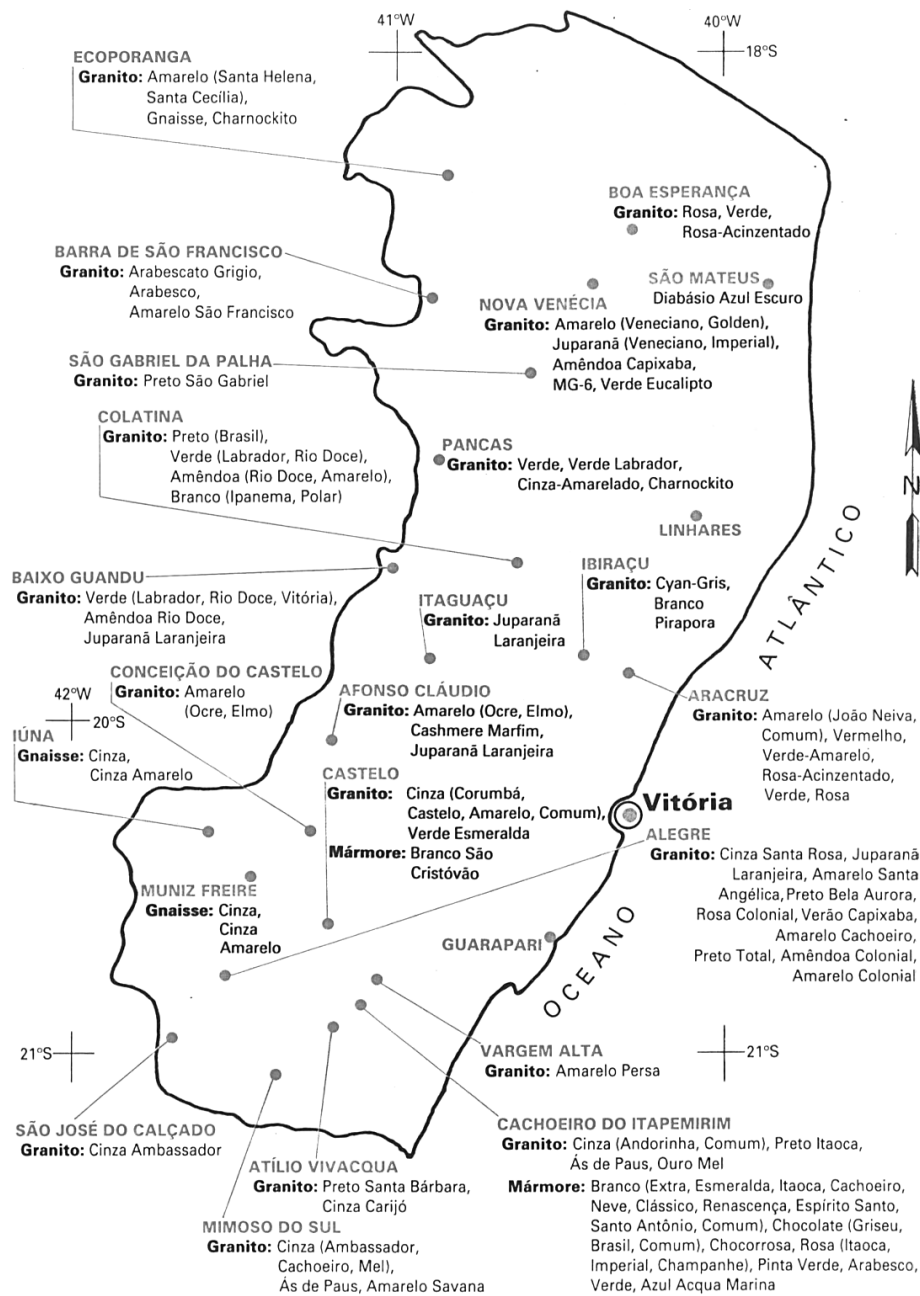 41°W
40°W
18°S
ECOPORANGA
Granito: Amarelo (Santa Helena,
Santa Cecília),
Gnaisse, Charnockito
BOA ESPERANÇA
Granito: Rosa, Verde,
Rosa-Acinzentado
BARRA DE SÃO FRANCISCO
Granito: Arabescato Grigio,
Arabesco,
Amarelo São Francisco
SÃO MATEUS
Diabásio Azul Escuro
NOVA VENÉCIA
Granito: Amarelo (Veneciano, Golden),
Juparanã (Veneciano, Imperial),
Amêndoa Capixaba,
MG-6, Verde Eucalipto
SÃO GABRIEL DA PALHA
Granito: Preto São Gabriel
COLATINA
Granito: Preto (Brasil),
Verde (Labrador, Rio Doce),
Amêndoa (Rio Doce, Amarelo),
Branco (Ipanema, Polar)
PANCAS
Granito: Verde, Verde Labrador,
Cinza-Amarelado, Charnockito
N
LINHARES
BAIXO GUANDU
Granito: Verde (Labrador, Rio Doce, Vitória),
Amêndoa Rio Doce,
Juparanã Laranjeira
ITAGUAÇU
Granito: Juparanã
Laranjeira
IBIRAÇU
Granito: Cyan-Gris,
Branco
Pirapora
OCEANO ATLÂNTICO
CONCEIÇÃO DO CASTELO
Granito: Amarelo
(Ocre, Elmo)
42°W
20°S
IÚNA
Gnaisse: Cinza,
Cinza Amarelo
AFONSO CLÁUDIO
Granito: Amarelo (Ocre, Elmo),
Cashmere Marfim,
Juparanã Laranjeira
ARACRUZ
Granito: Amarelo (João Neiva,
Comum), Vermelho,
Verde-Amarelo,
Rosa-Acinzentado,
Verde, Rosa
CASTELO
Granito: Cinza (Corumbá,
Castelo, Amarelo, Comum),
Verde Esmeralda
Mármore: Branco São
Cristóvão
Vitória
ALEGRE
Granito: Cinza Santa Rosa, Juparanã
Laranjeira, Amarelo Santa
Angélica, Preto Bela Aurora,
Rosa Colonial, Verão Capixaba,
Amarelo Cachoeiro,
Preto Total, Amêndoa Colonial,
Amarelo Colonial
MUNIZ FREIRE
Gnaisse: Cinza,
Cinza
Amarelo
GUARAPARI
21°S
21°S
VARGEM ALTA
Granito: Amarelo Persa
SÃO JOSÉ DO CALÇADO
Granito: Cinza Ambassador
ATÍLIO VIVACQUA
Granito: Preto Santa Bárbara,
Cinza Carijó
MIMOSO DO SUL
Granito: Cinza (Ambassador,
Cachoeiro, Mel),
Ás de Paus, Amarelo Savana
CACHOEIRO DO ITAPEMIRIM
Granito: Cinza (Andorinha, Comum), Preto Itaoca,
Ás de Paus, Ouro Mel
Mármore: Branco (Extra, Esmeralda, Itaoca, Cachoeiro,
Neve, Clássico, Renascença, Espírito Santo,
Santo Antônio, Comum), Chocolate (Griseu,
Brasil, Comum), Chocorrosa, Rosa (Itaoca,
Imperial, Champanhe), Pinta Verde, Arabesco,
Verde, Azul Acqua Marina